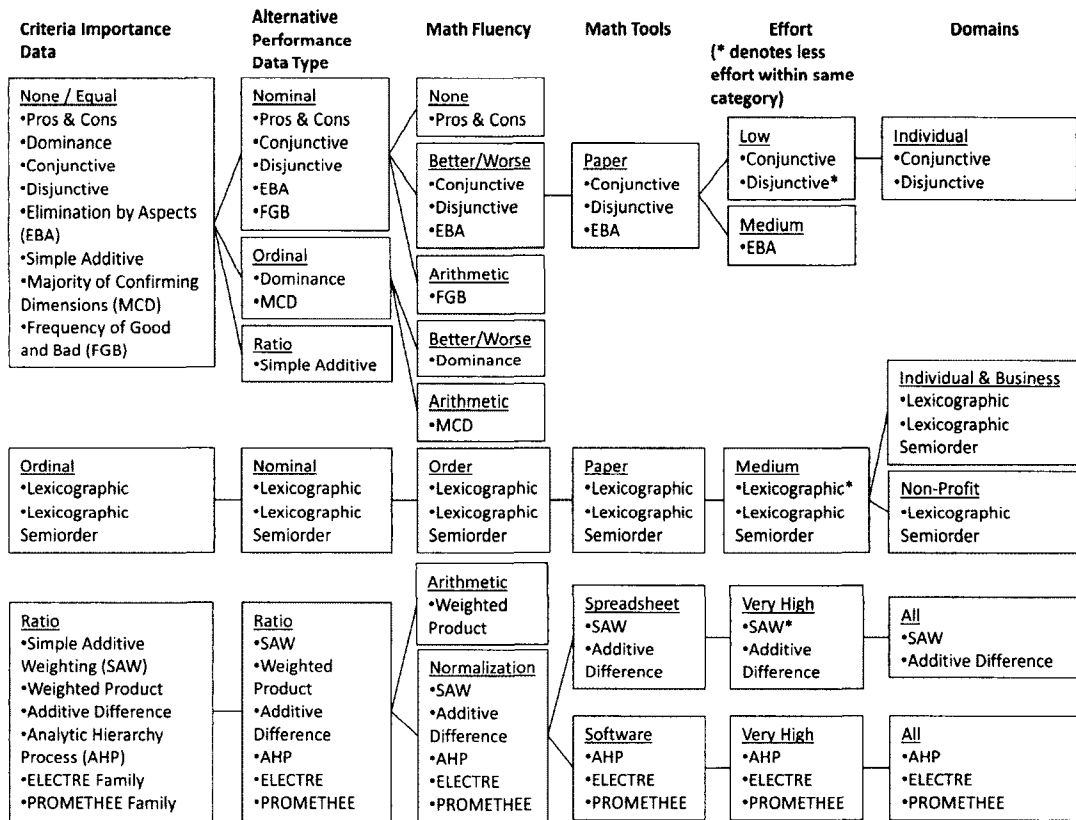 Criteria Importance
Data
Alternative
Performance
Data Type
Math Fluency
Math Tools
Effort
(* denotes less
effort within same
category)
Domains
None / Equal
•Pros & Cons
•Dominance
•Conjunctive
•Disjunctive
•Elimination by Aspects
(EBA)
•Simple Additive
•Majority of Confirming
Dimensions (MCD)
•Frequency of Good
and Bad (FGB)
Nominal
•Pros & Cons
•Conjunctive
•Disjunctive
•EBA
•FGB
Ordinal
•Dominance
•MCD
Ratio
•Simple Additive
None
•Pros & Cons
Better/Worse
•Conjunctive
•Disjunctive
•EBA
Arithmetic
•FGB
Better/Worse
•Dominance
Arithmetic
•MCD
Paper
•Conjunctive
•Disjunctive
•EBA
Low
•Conjunctive
•Disjunctive*
Medium
•EBA
Individual
•Conjunctive
•Disjunctive
Ordinal
•Lexicographic
•Lexicographic
Semiorder
Nominal
•Lexicographic
•Lexicographic
Semiorder
Order
•Lexicographic
•Lexicographic
Semiorder
Paper
•Lexicographic
•Lexicographic
Semiorder
Medium
•Lexicographic*
•Lexicographic
Semiorder
Individual & Business
•Lexicographic
•Lexicographic
Semiorder
Non-Profit
•Lexicographic
Semiorder
Ratio
•Simple Additive
Weighting (SAW)
•Weighted Product
•Additive Difference
•Analytic Hierarchy
Process (AHP)
•ELECTRE Family
•PROMETHEE Family
Ratio
•SAW
•Weighted
Product
•Additive
Difference
•AHP
•ELECTRE
•PROMETHEE
Arithmetic
•Weighted
Product
Normalization
•SAW
•Additive
Difference
•AHP
•ELECTRE
•PROMETHEE
Spreadsheet
•SAW
•Additive
Difference
Software
•AHP
•ELECTRE
•PROMETHEE
Very High
•SAW*
•Additive
Difference
Very High
•AHP
•ELECTRE
•PROMETHEE
All
•SAW
•Additive Difference
All
•AHP
•ELECTRE
•PROMETHEE